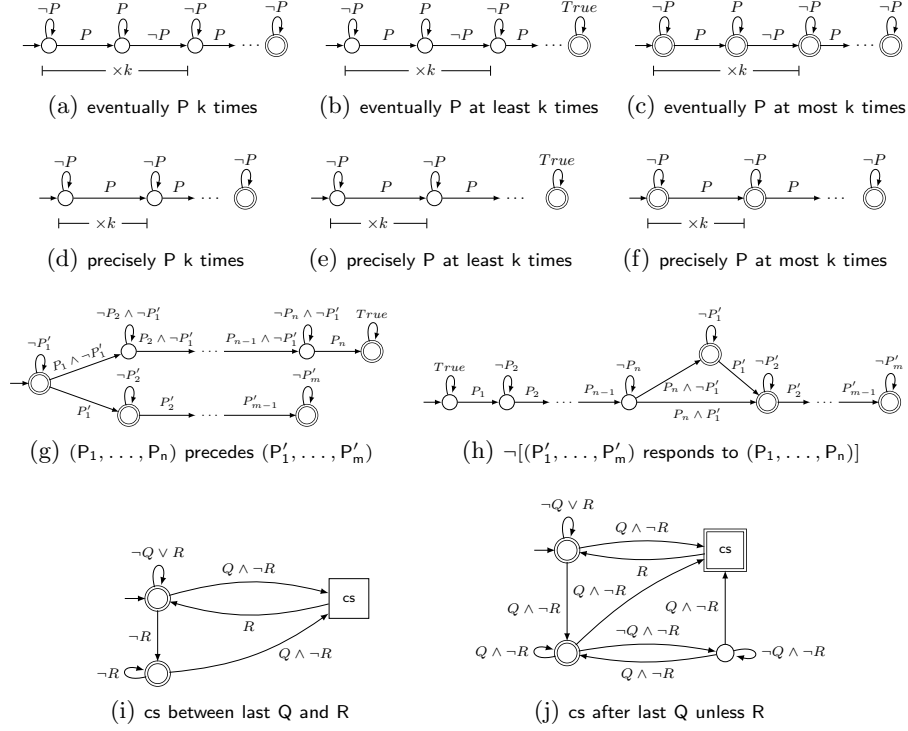 ¬P P ¬P ¬P
P ¬P P ···
×k
(a) eventually P k times
¬P P ¬P True
P ¬P P ···
×k
(b) eventually P at least k times
¬P P ¬P ¬P
P ¬P P ···
×k
(c) eventually P at most k times
¬P ¬P ¬P
P P ···
×k
(d) precisely P k times
¬P ¬P True
P P ···
×k
(e) precisely P at least k times
¬P ¬P ¬P
P P ···
×k
(f) precisely P at most k times
¬P₂ ∧ ¬P′₁ ¬Pₙ ∧ ¬P′₁ True
¬P′₁ P₁ ∧ ¬P′₁ P₂ ∧ ¬P′₁ ··· Pₙ₋₁ ∧ ¬P′₁ Pₙ
¬P′₂ ¬P′ₘ
P′₁ P′₂ ··· P′ₘ₋₁
(g) (P₁, . . . , Pₙ) precedes (P′₁, . . . , P′ₘ)
¬P′₁
True ¬P₂ ¬Pₙ Pₙ ∧ ¬P′₁ P′₁ ¬P′₂ ¬P′ₘ
P₁ P₂ ··· Pₙ₋₁ Pₙ ∧ P′₁ P′₂ ··· P′ₘ₋₁
(h) ¬[(P′₁, . . . , P′ₘ) responds to (P₁, . . . , Pₙ)]
¬Q ∨ R
Q ∧ ¬R
cs
R
¬R
¬R
Q ∧ ¬R
(i) cs between last Q and R
¬Q ∨ R
Q ∧ ¬R
cs
R
Q ∧ ¬R Q ∧ ¬R Q ∧ ¬R
Q ∧ ¬R ¬Q ∧ ¬R ¬Q ∧ ¬R
Q ∧ ¬R
(j) cs after last Q unless R